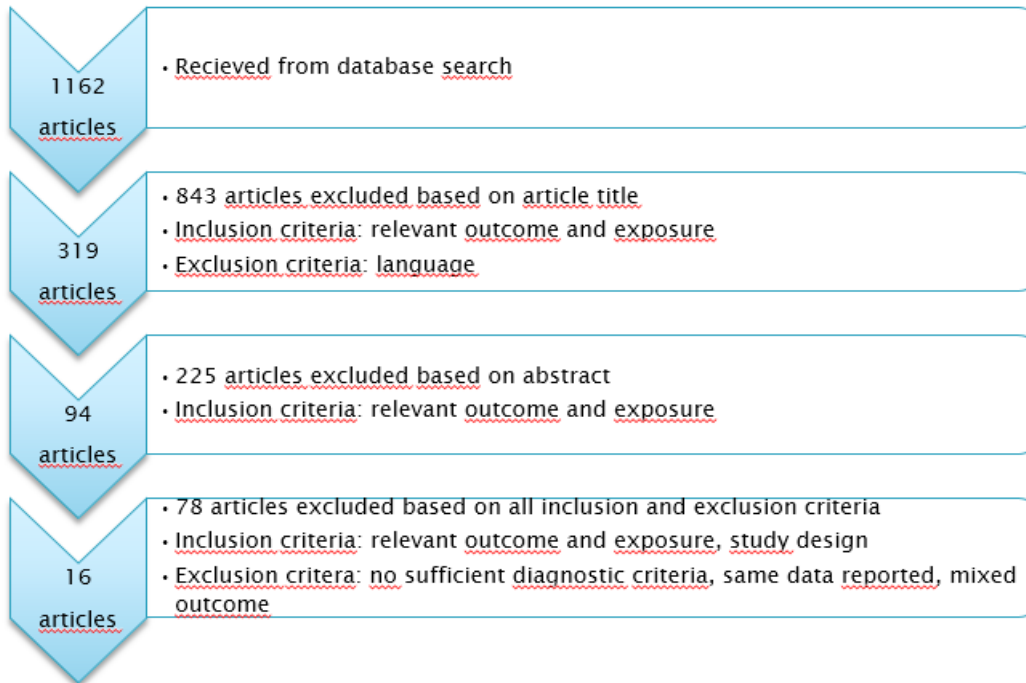 1162
articles
• Recieved from database search
319
articles
• 843 articles excluded based on article title
• Inclusion criteria: relevant outcome and exposure
• Exclusion criteria: language
94
articles
• 225 articles excluded based on abstract
• Inclusion criteria: relevant outcome and exposure
16
articles
• 78 articles excluded based on all inclusion and exclusion criteria
• Inclusion criteria: relevant outcome and exposure, study design
• Exclusion critera: no sufficient diagnostic criteria, same data reported, mixed
outcome